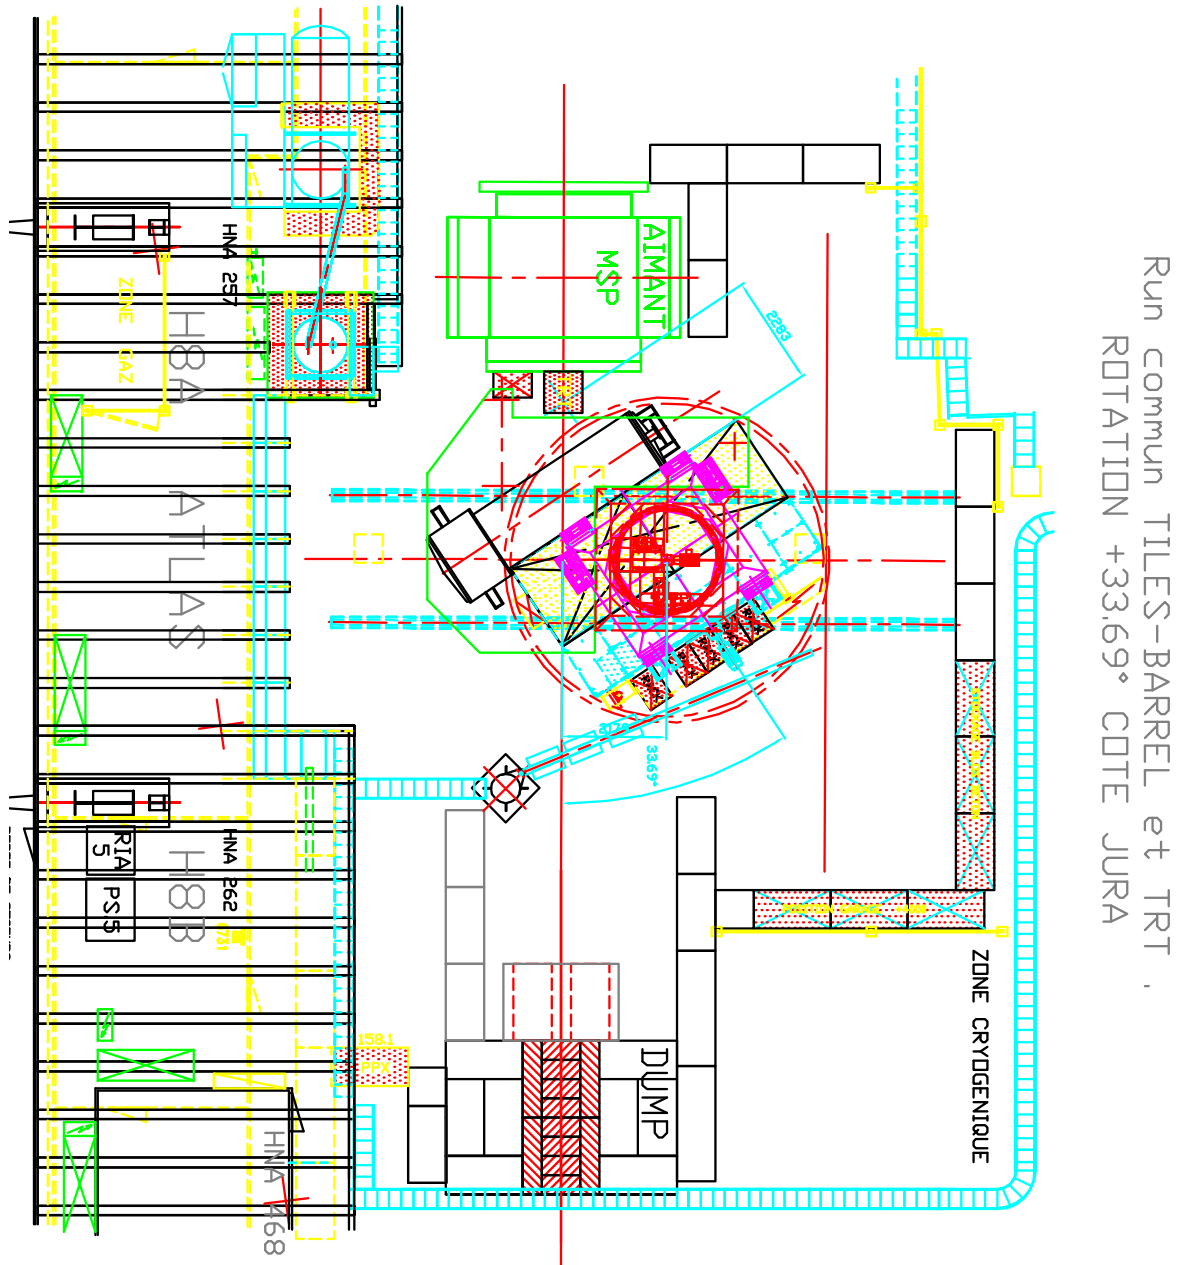 Run commun TILES-BARREL et TRT .
ROTATION +33.69° COTE JURA
AIMANT
MSP
2283
HNA 257
ZONE GAZ
H8A
ATLAS
33.69°
HNA 262
H8B
RIA
5
PS5
1581
PPX
DUMP
ZONE CRYOGENIQUE
HNA 468